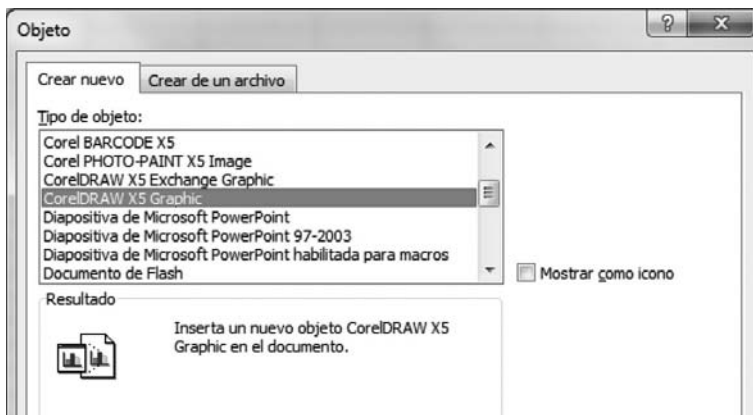 Objeto
Crear nuevo
Crear de un archivo
Tipo de objeto:
Corel BARCODE X5
Corel PHOTO-PAINT X5 Image
CorelDRAW X5 Exchange Graphic
CorelDRAW X5 Graphic
Diapositiva de Microsoft PowerPoint
Diapositiva de Microsoft PowerPoint 97-2003
Diapositiva de Microsoft PowerPoint habilitada para macros
Documento de Flash
Mostrar como icono
Resultado
Inserta un nuevo objeto CorelDRAW X5
Graphic en el documento.